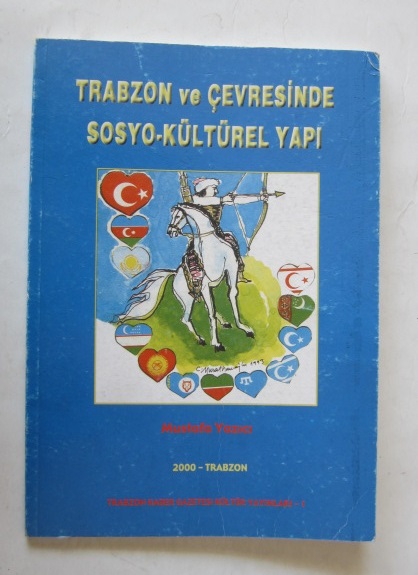 TRABZON ve ÇEVRESİNDE
SOSYO-KÜLTÜREL YAPI
Mustafa Yazıcı
2000 – TRABZON